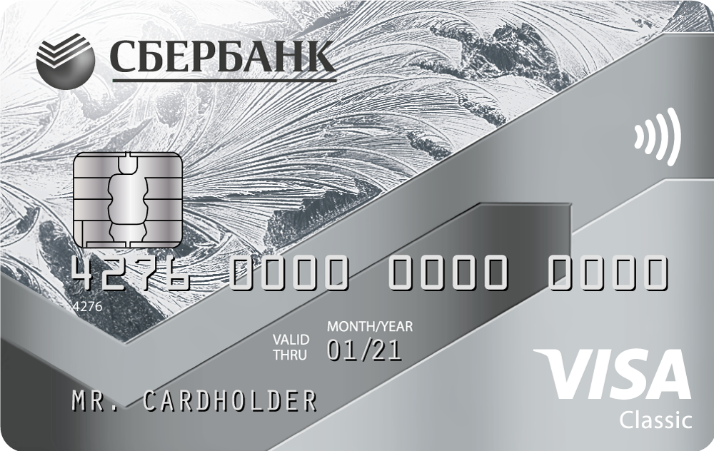 СБЕРБАНК
4276 0000 0000 0000
4276
MONTH/YEAR
VALID THRU 01/21
MR. CARDHOLDER
VISA
Classic